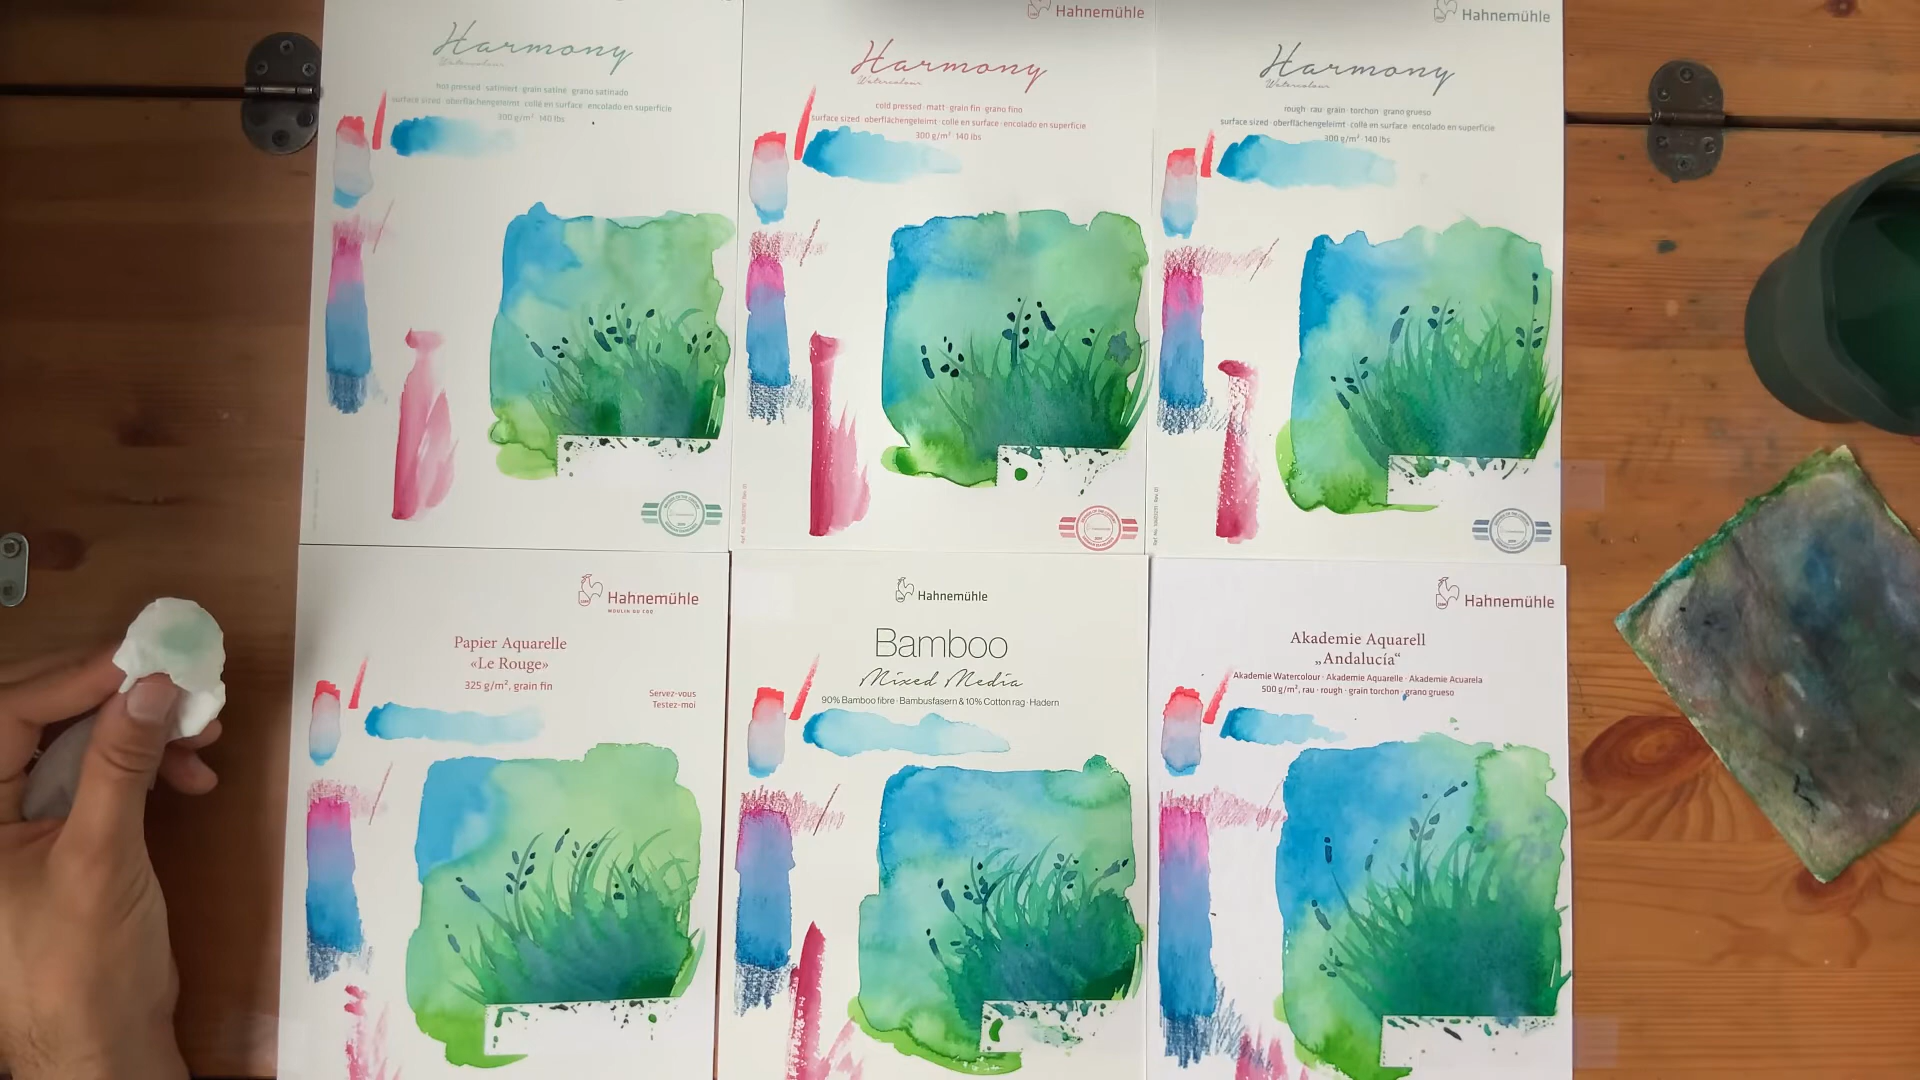 Harmony
Watercolour
hot pressed · satiniert · grain satiné · grano satinado
surface sized · oberflächengeleimt · collé en surface · encolado en superficie
300 g/m² · 140 lbs
Hahnemühle
Harmony
Watercolour
cold pressed · matt · grain fin · grano fino
surface sized · oberflächengeleimt · collé en surface · encolado en superficie
300 g/m² · 140 lbs
Hahnemühle
Harmony
Watercolour
rough · rau · grain torchon · grano grueso
surface sized · oberflächengeleimt · collé en surface · encolado en superficie
300 g/m² · 140 lbs
Hahnemühle
MOULIN DU COQ
Papier Aquarelle
«Le Rouge»
325 g/m², grain fin
Servez-vous
Testez-moi
Hahnemühle
Bamboo
Mixed Media
90% Bamboo fibre · Bambusfasern & 10% Cotton rag · Hadern
Hahnemühle
Akademie Aquarell
„Andalucía“
Akademie Watercolour · Akademie Aquarelle · Akademie Acuarela
500 g/m², rau · rough · grain torchon · grano grueso